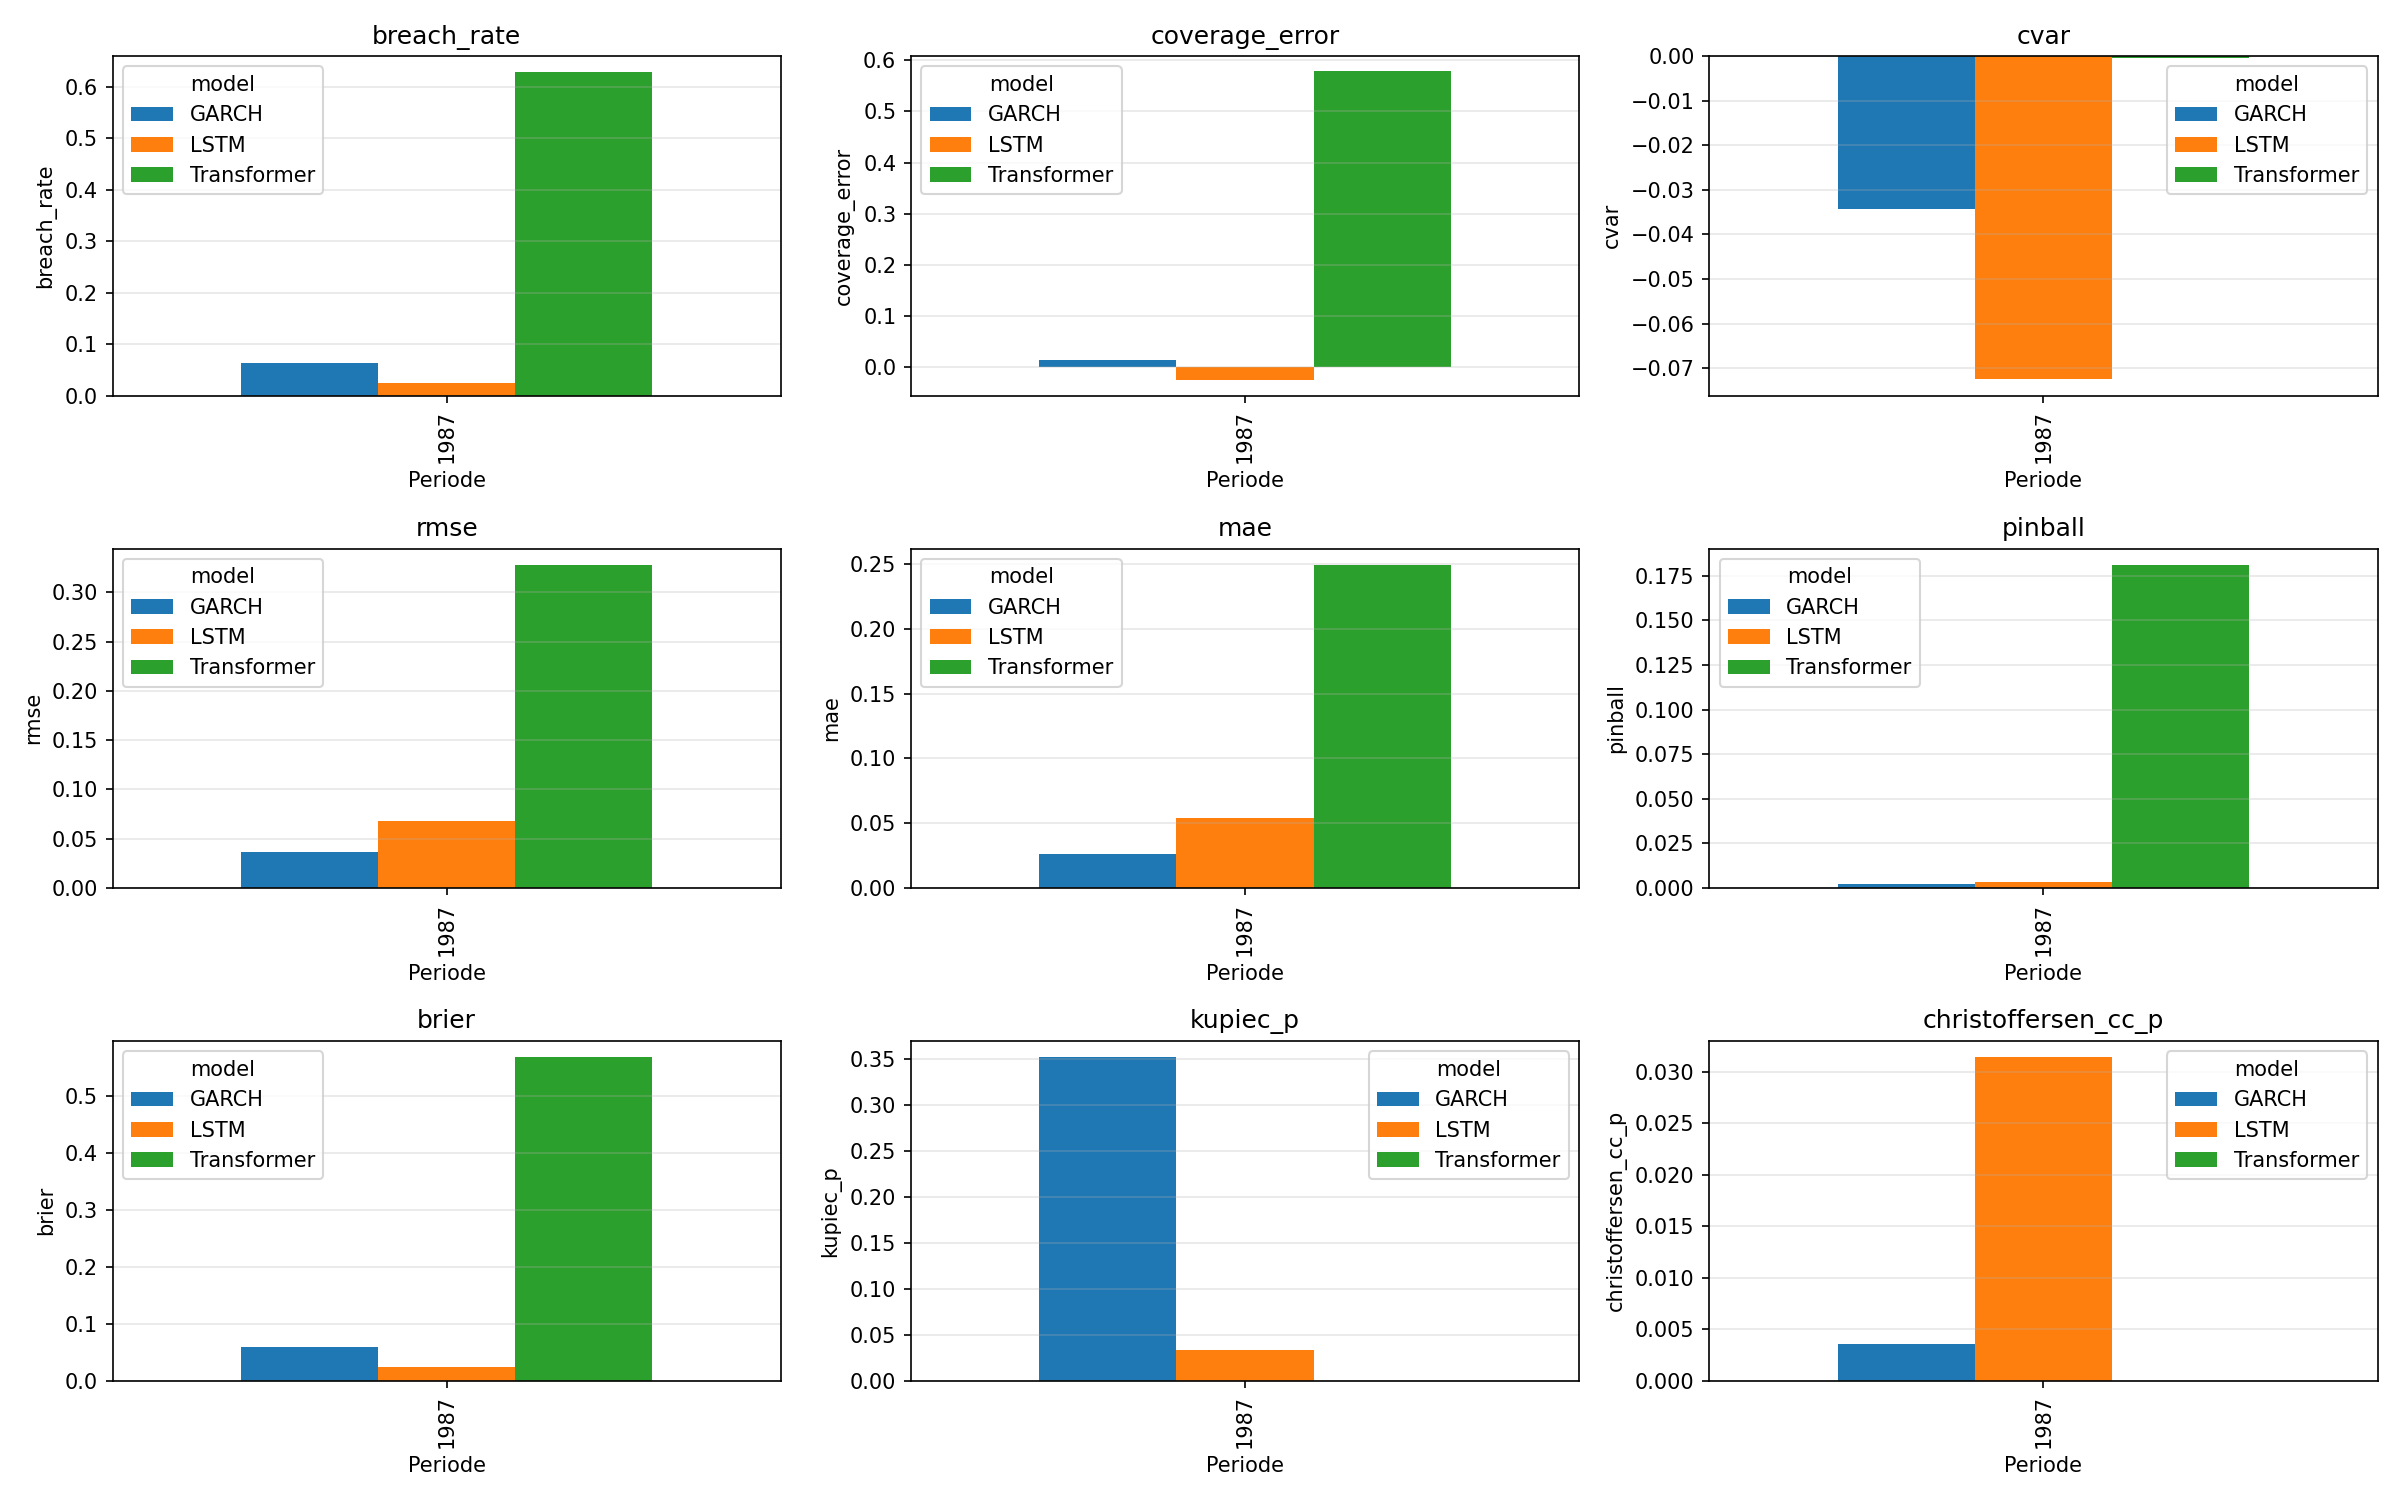 breach_rate
breach_rate
0.6
0.5
0.4
0.3
0.2
0.1
0.0
model
GARCH
LSTM
Transformer
1987
Periode
coverage_error
coverage_error
0.6
0.5
0.4
0.3
0.2
0.1
0.0
model
GARCH
LSTM
Transformer
1987
Periode
cvar
cvar
0.00
−0.01
−0.02
−0.03
−0.04
−0.05
−0.06
−0.07
model
GARCH
LSTM
Transformer
1987
Periode
rmse
rmse
0.30
0.25
0.20
0.15
0.10
0.05
0.00
model
GARCH
LSTM
Transformer
1987
Periode
mae
mae
0.25
0.20
0.15
0.10
0.05
0.00
model
GARCH
LSTM
Transformer
1987
Periode
pinball
pinball
0.175
0.150
0.125
0.100
0.075
0.050
0.025
0.000
model
GARCH
LSTM
Transformer
1987
Periode
brier
brier
0.5
0.4
0.3
0.2
0.1
0.0
model
GARCH
LSTM
Transformer
1987
Periode
kupiec_p
kupiec_p
0.35
0.30
0.25
0.20
0.15
0.10
0.05
0.00
model
GARCH
LSTM
Transformer
1987
Periode
christoffersen_cc_p
christoffersen_cc_p
0.030
0.025
0.020
0.015
0.010
0.005
0.000
model
GARCH
LSTM
Transformer
1987
Periode